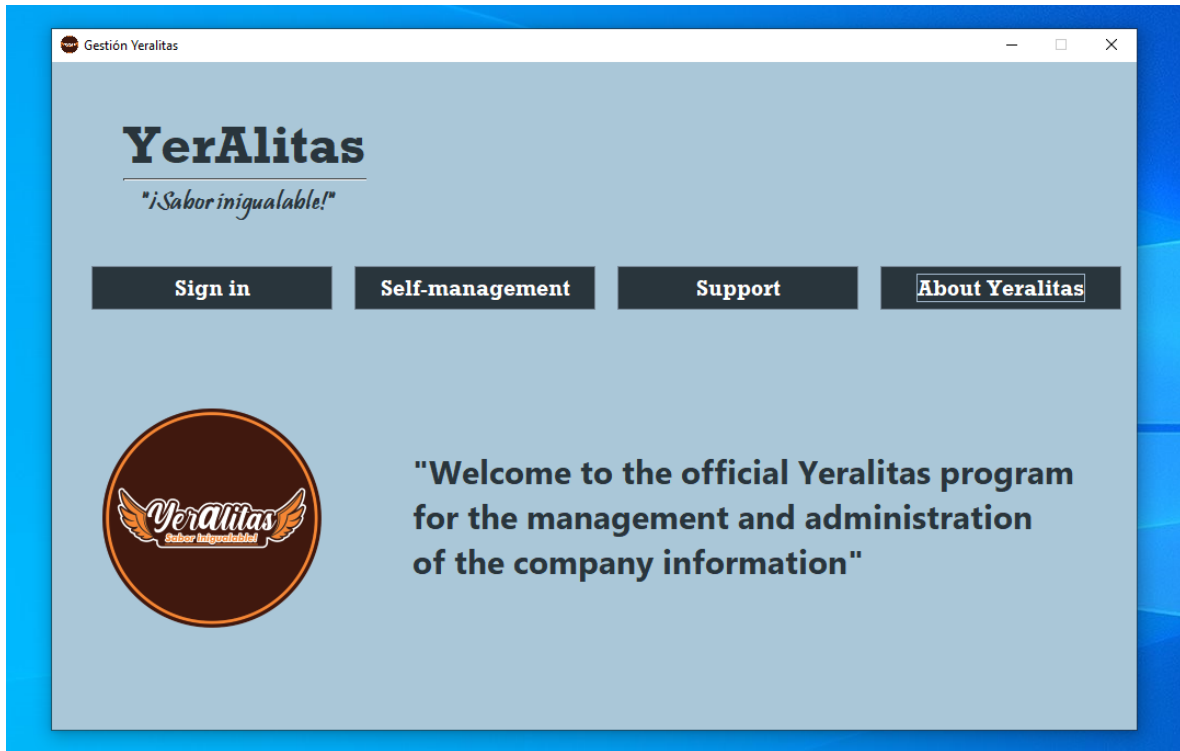 Gestión Yeralitas
YerAlitas
"¡Sabor inigualable!"
Sign in
Self-management
Support
About Yeralitas
YerAlitas
Sabor Inigualable!
"Welcome to the official Yeralitas program
for the management and administration
of the company information"